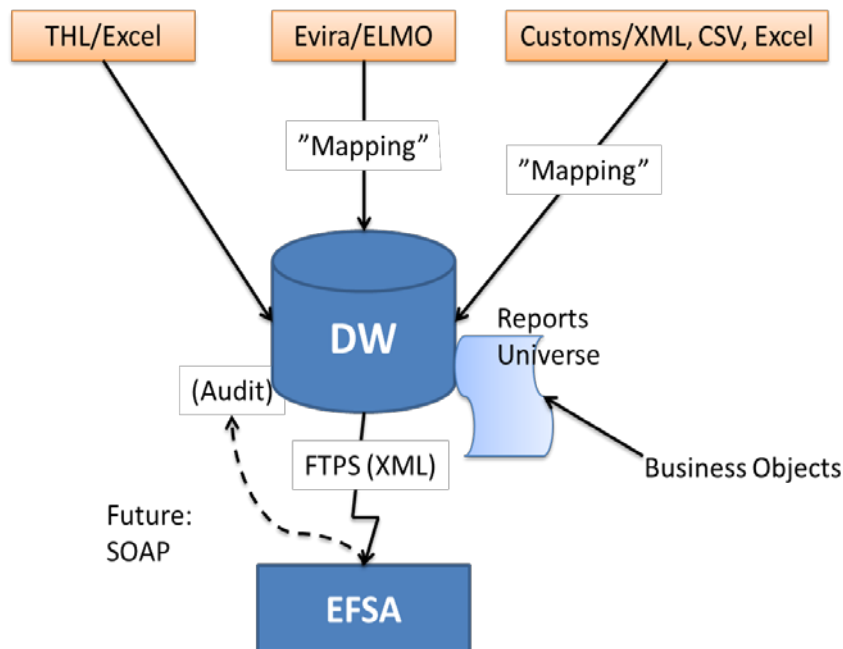 THL/Excel
Evira/ELMO
Customs/XML, CSV, Excel
”Mapping”
”Mapping”
DW
Reports
Universe
(Audit)
FTPS (XML)
Business Objects
Future:
SOAP
EFSA